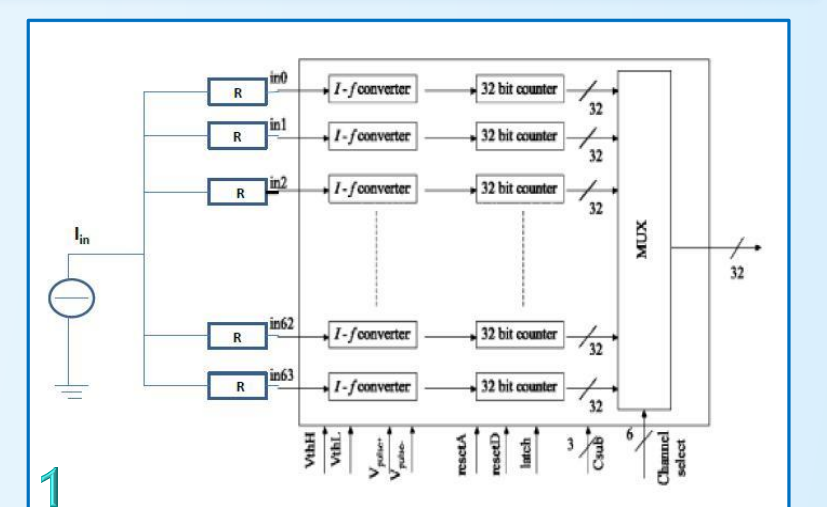 in0
R
I-f converter
32 bit counter
32
in1
R
I-f converter
32 bit counter
32
in2
R
I-f converter
32 bit counter
32
Iin
MUX
32
in62
R
I-f converter
32 bit counter
32
in63
R
I-f converter
32 bit counter
32
VthH
VthL
Vpulse+
Vpulse-
resetA
resetD
latch
3
Csub
6
Channel
select
1